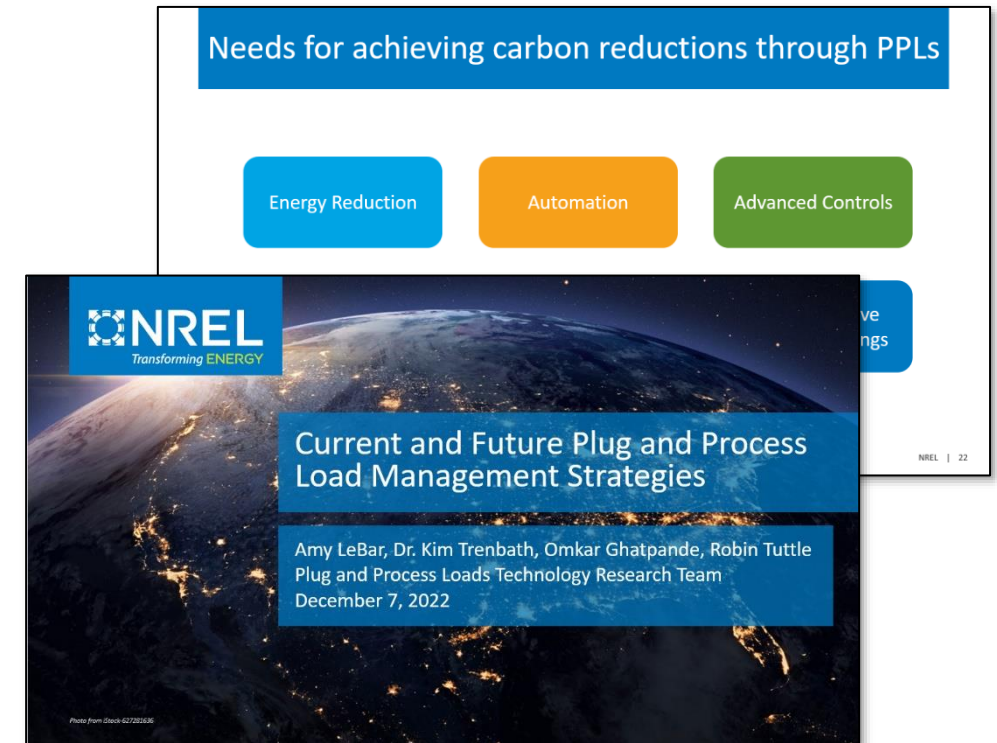 Needs for achieving carbon reductions through PPLs
Energy Reduction
Automation
Advanced Controls
ve
ngs
NREL | 22
NREL
Transforming ENERGY
Current and Future Plug and Process
Load Management Strategies
Amy LeBar, Dr. Kim Trenbath, Omkar Ghatpande, Robin Tuttle
Plug and Process Loads Technology Research Team
December 7, 2022
Photo from iStock-627281636